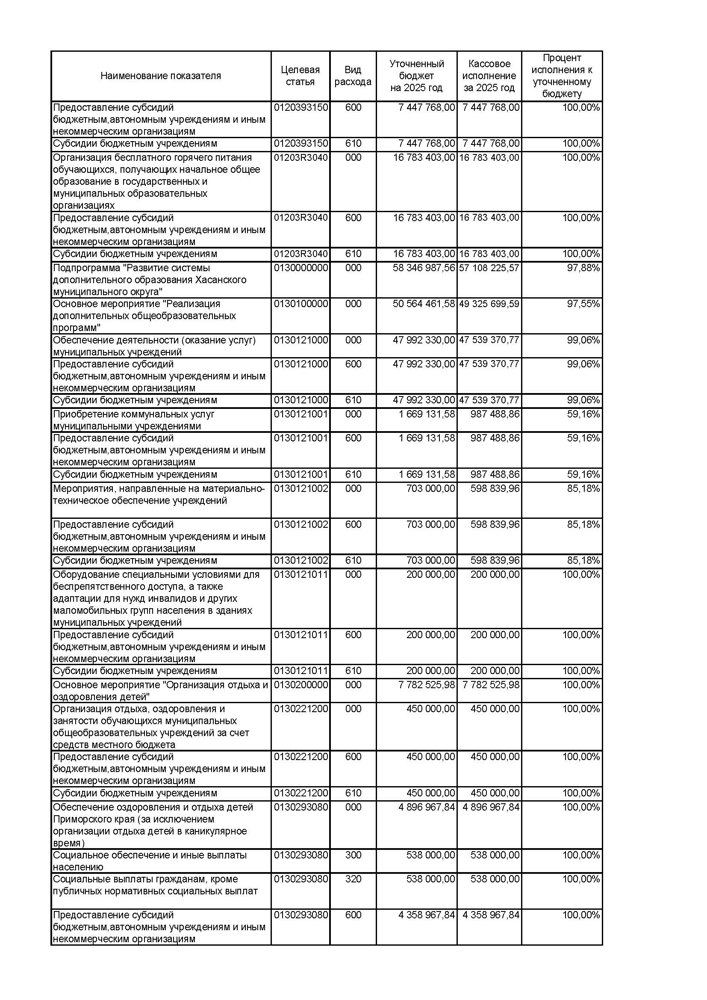 Наименование показателя
Целевая
статья
Вид
расхода
Уточненный
бюджет
на 2025 год
Кассовое
исполнение
за 2025 год
Процент
исполнения к
уточненному
бюджету
Предоставление субсидий 0120393150 600 7 447 768,00 7 447 768,00 100,00%
бюджетным,автономным учреждениям и иным
некоммерческим организациям
Субсидии бюджетным учреждениям 0120393150 610 7 447 768,00 7 447 768,00 100,00%
Организация бесплатного горячего питания 01203R3040 000 16 783 403,00 16 783 403,00 100,00%
обучающихся, получающих начальное общее
образование в государственных и
муниципальных образовательных
организациях
Предоставление субсидий 01203R3040 600 16 783 403,00 16 783 403,00 100,00%
бюджетным,автономным учреждениям и иным
некоммерческим организациям
Субсидии бюджетным учреждениям 01203R3040 610 16 783 403,00 16 783 403,00 100,00%
Подпрограмма "Развитие системы 0130000000 000 58 346 987,56 57 108 225,57 97,88%
дополнительного образования Хасанского
муниципального округа"
Основное мероприятие "Реализация 0130100000 000 50 564 461,58 49 325 699,59 97,55%
дополнительных общеобразовательных
программ"
Обеспечение деятельности (оказание услуг) 0130121000 000 47 992 330,00 47 539 370,77 99,06%
муниципальных учреждений
Предоставление субсидий 0130121000 600 47 992 330,00 47 539 370,77 99,06%
бюджетным,автономным учреждениям и иным
некоммерческим организациям
Субсидии бюджетным учреждениям 0130121000 610 47 992 330,00 47 539 370,77 99,06%
Приобретение коммунальных услуг 0130121001 000 1 669 131,58 987 488,86 59,16%
муниципальными учреждениями
Предоставление субсидий 0130121001 600 1 669 131,58 987 488,86 59,16%
бюджетным,автономным учреждениям и иным
некоммерческим организациям
Субсидии бюджетным учреждениям 0130121001 610 1 669 131,58 987 488,86 59,16%
Мероприятия, направленные на материально- 0130121002 000 703 000,00 598 839,96 85,18%
техническое обеспечение учреждений
Предоставление субсидий 0130121002 600 703 000,00 598 839,96 85,18%
бюджетным,автономным учреждениям и иным
некоммерческим организациям
Субсидии бюджетным учреждениям 0130121002 610 703 000,00 598 839,96 85,18%
Оборудование специальными условиями для 0130121011 000 200 000,00 200 000,00 100,00%
беспрепятственного доступа, а также
адаптации для нужд инвалидов и других
маломобильных групп населения в зданиях
муниципальных учреждений
Предоставление субсидий 0130121011 600 200 000,00 200 000,00 100,00%
бюджетным,автономным учреждениям и иным
некоммерческим организациям
Субсидии бюджетным учреждениям 0130121011 610 200 000,00 200 000,00 100,00%
Основное мероприятие "Организация отдыха и 0130200000 000 7 782 525,98 7 782 525,98 100,00%
оздоровления детей"
Организация отдыха, оздоровления и 0130221200 000 450 000,00 450 000,00 100,00%
занятости обучающихся муниципальных
общеобразовательных учреждений за счет
средств местного бюджета
Предоставление субсидий 0130221200 600 450 000,00 450 000,00 100,00%
бюджетным,автономным учреждениям и иным
некоммерческим организациям
Субсидии бюджетным учреждениям 0130221200 610 450 000,00 450 000,00 100,00%
Обеспечение оздоровления и отдыха детей 0130293080 000 4 896 967,84 4 896 967,84 100,00%
Приморского края (за исключением
организации отдыха детей в каникулярное
время)
Социальное обеспечение и иные выплаты 0130293080 300 538 000,00 538 000,00 100,00%
населению
Социальные выплаты гражданам, кроме 0130293080 320 538 000,00 538 000,00 100,00%
публичных нормативных социальных выплат
Предоставление субсидий 0130293080 600 4 358 967,84 4 358 967,84 100,00%
бюджетным,автономным учреждениям и иным
некоммерческим организациям